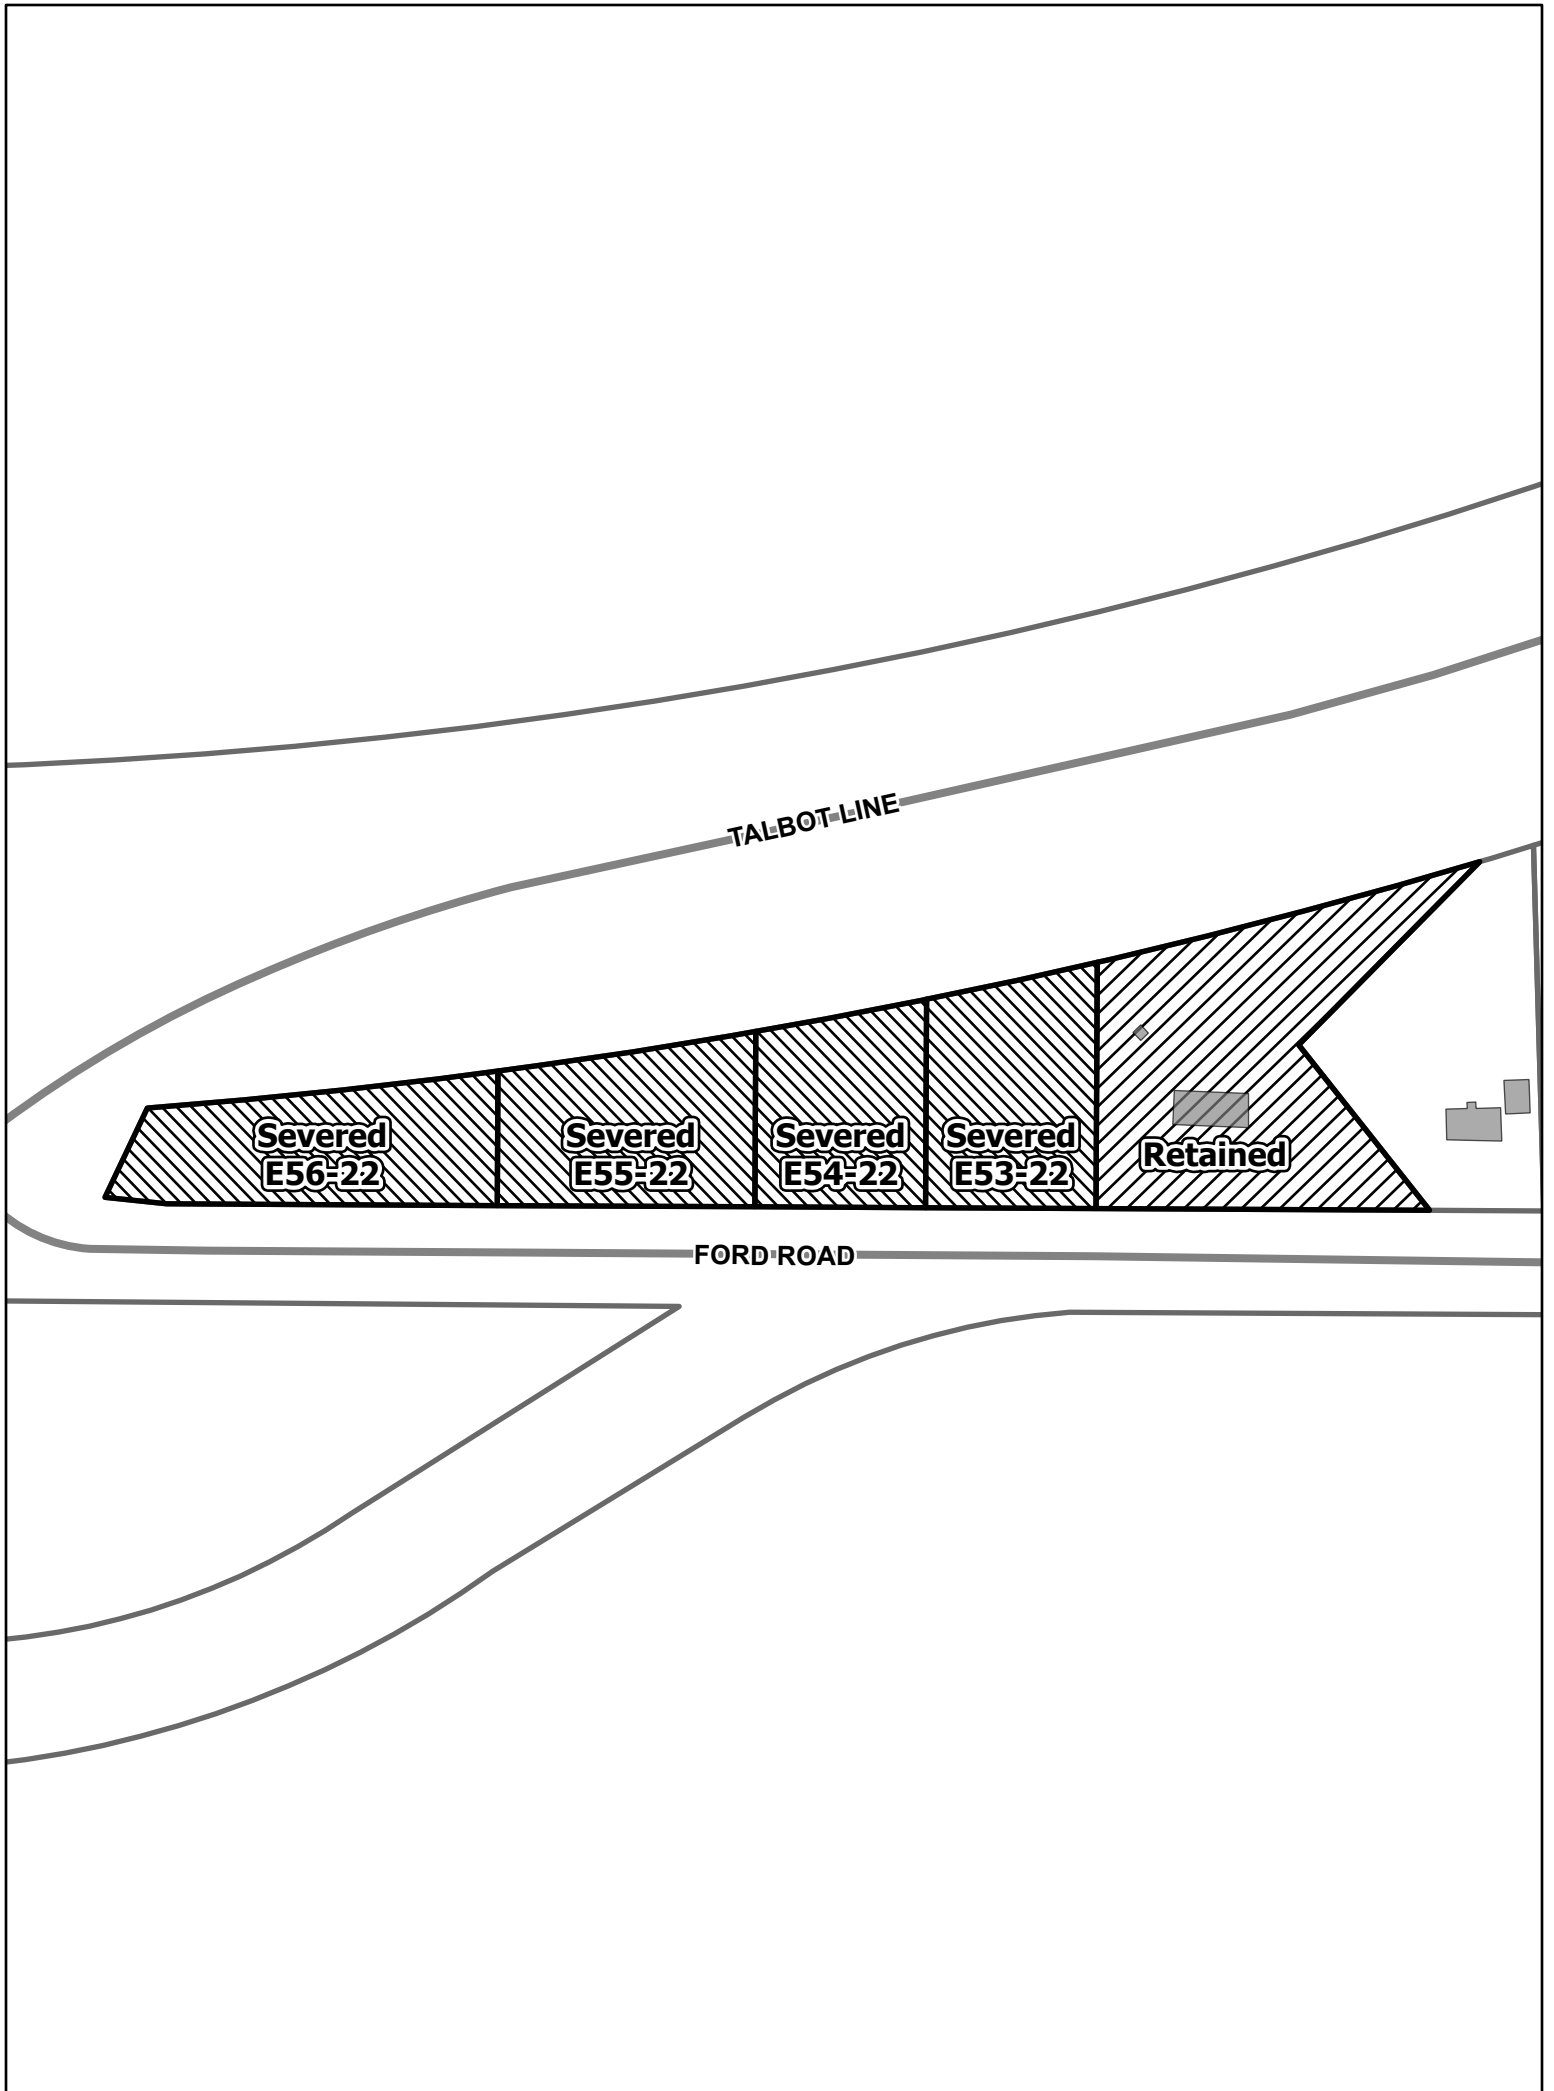 TALBOT LINE
Severed
E56-22
Severed
E55-22
Severed
E54-22
Severed
E53-22
Retained
FORD ROAD